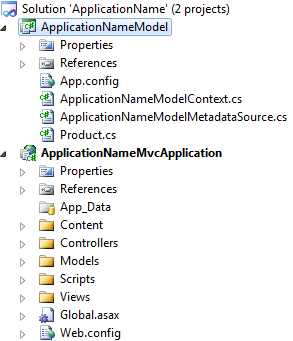 Solution 'ApplicationName' (2 projects)
ApplicationNameModel
Properties
References
App.config
ApplicationNameModelContext.cs
ApplicationNameModelMetadataSource.cs
Product.cs
ApplicationNameMvcApplication
Properties
References
App_Data
Content
Controllers
Models
Scripts
Views
Global.asax
Web.config